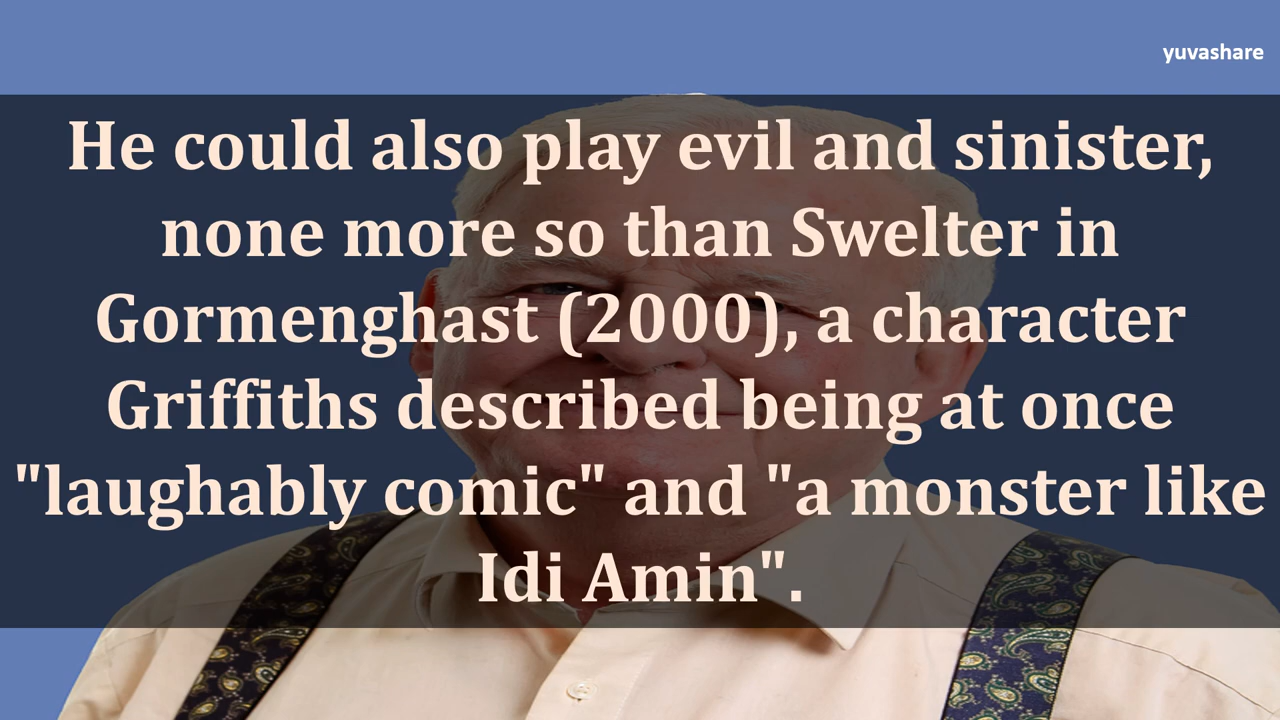 yuvashare
He could also play evil and sinister,
none more so than Swelter in
Gormenghast (2000), a character
Griffiths described being at once
"laughably comic" and "a monster like
Idi Amin".